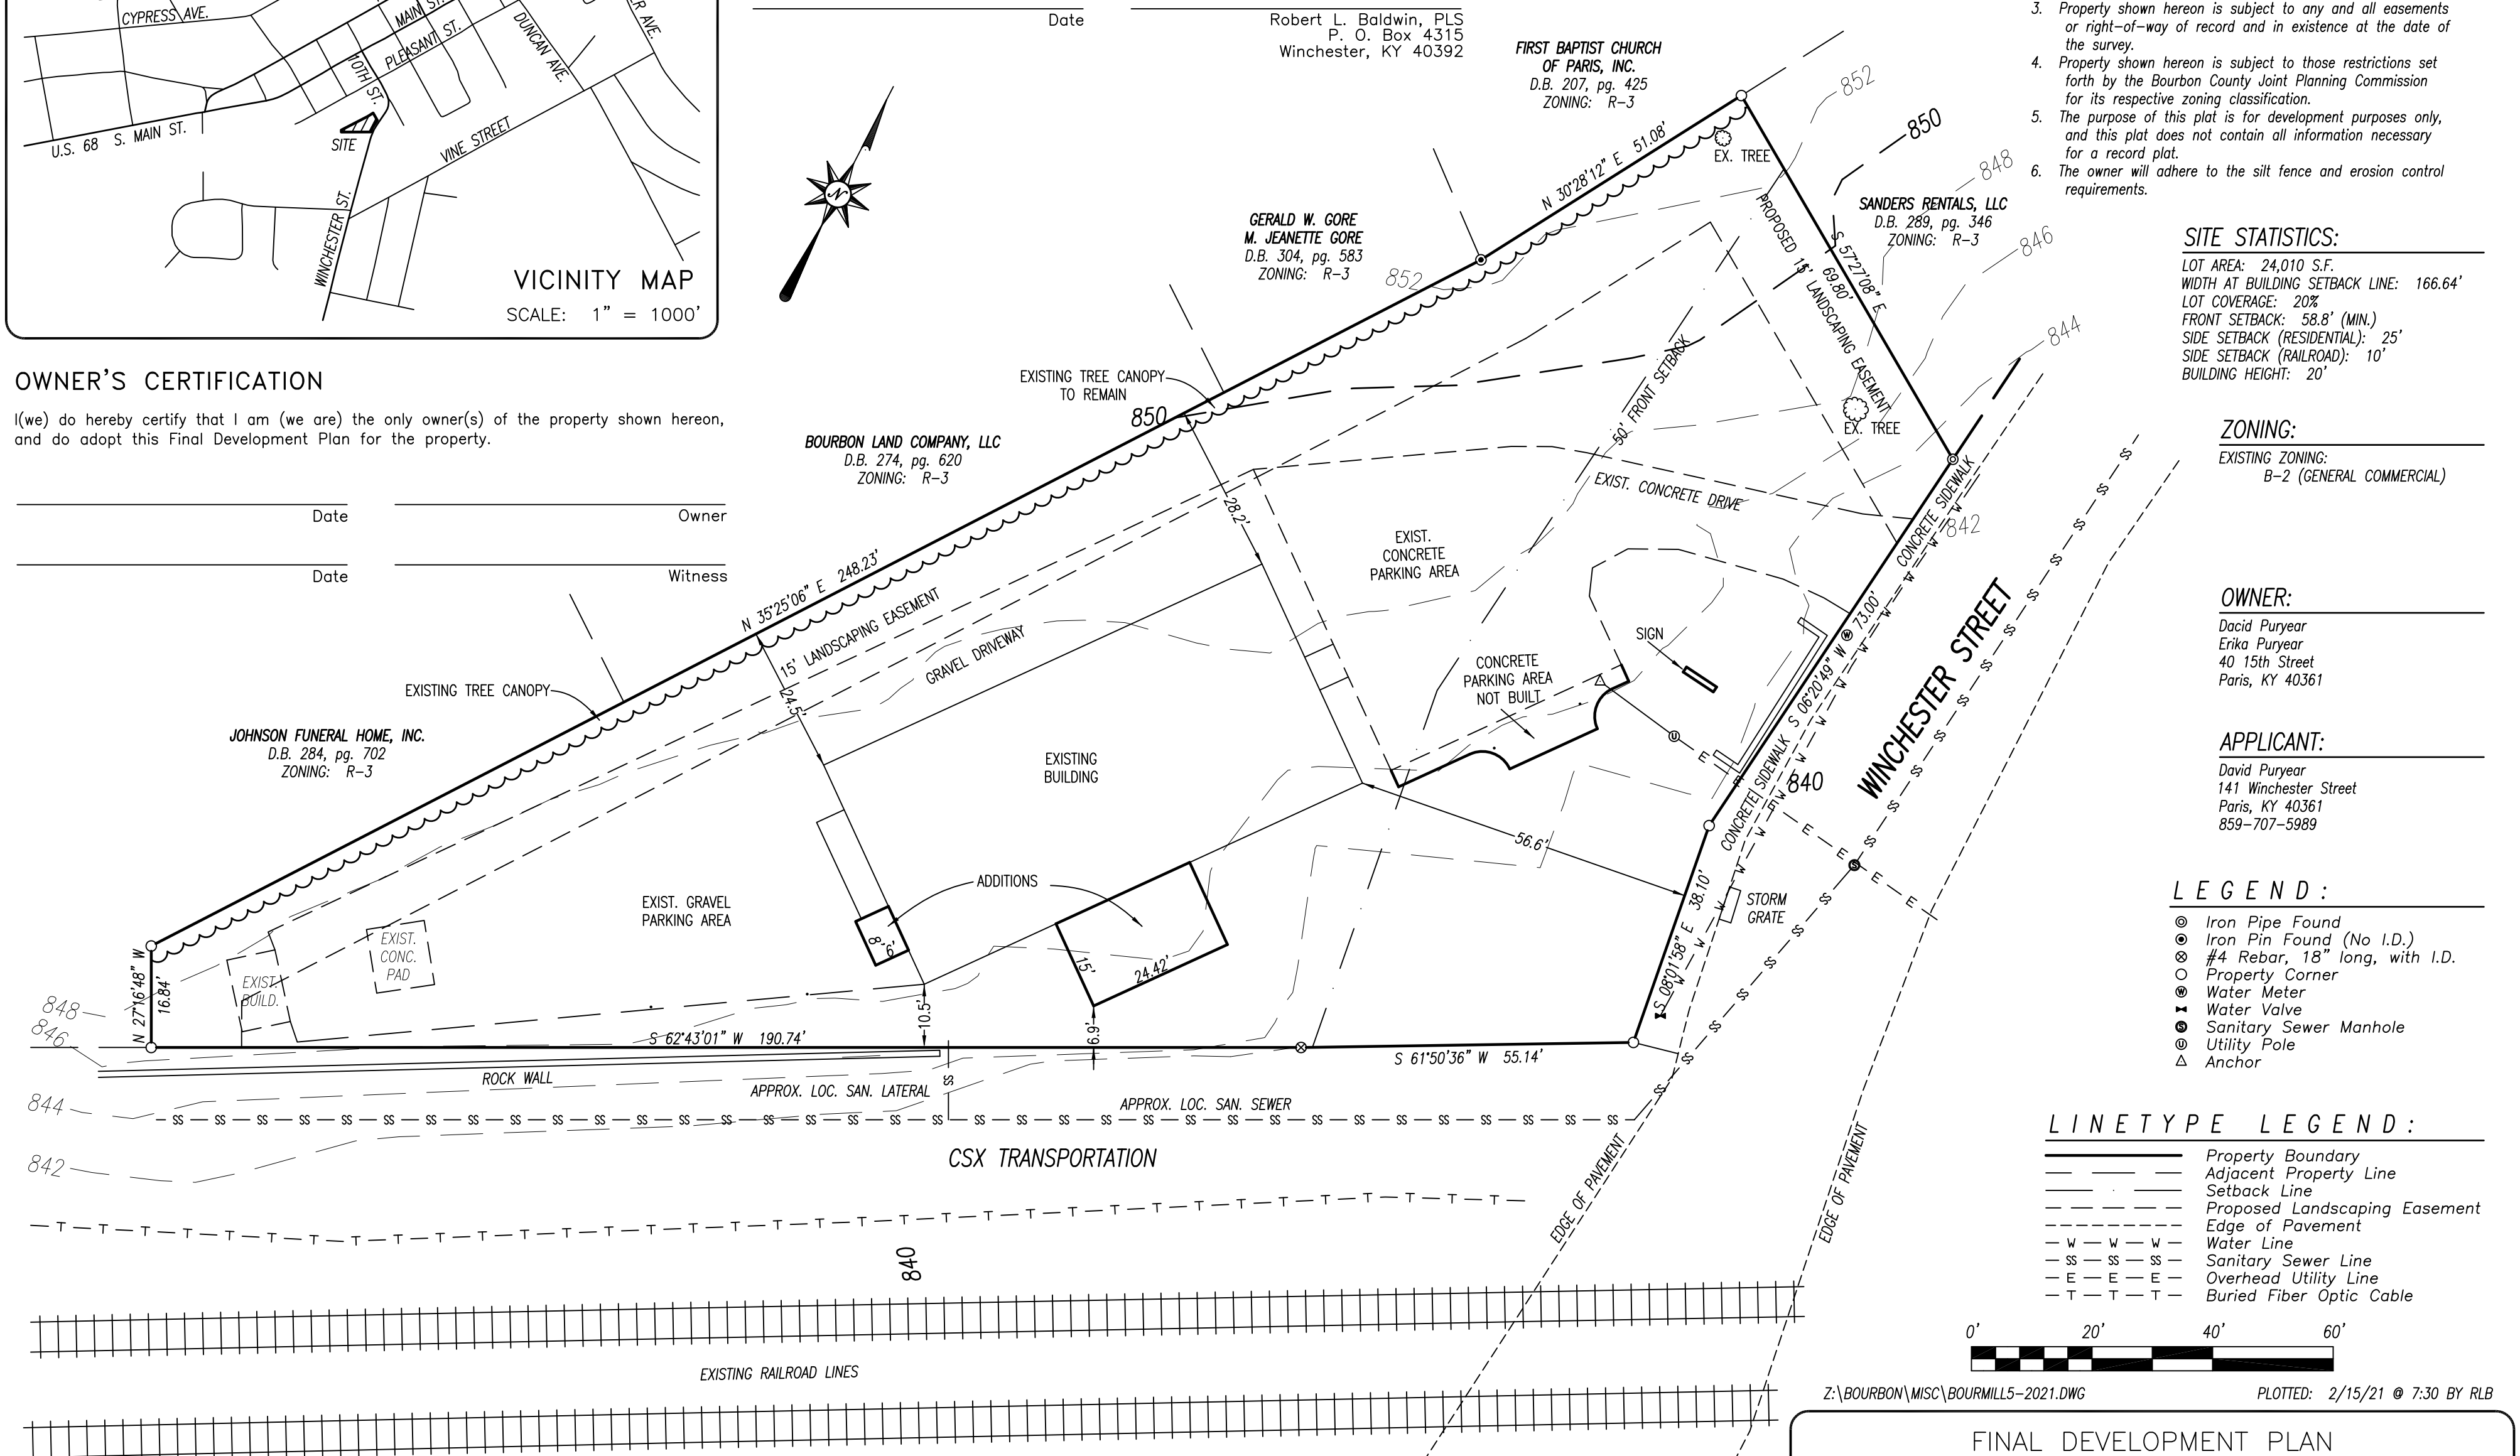 CYPRESS AVE.
MAIN ST.
PLEASANT ST.
10TH ST.
DUNCAN AVE.
R AVE.
U.S. 68 S. MAIN ST.
SITE
VINE STREET
WINCHESTER ST.
VICINITY MAP
SCALE: 1" = 1000'
Date
Robert L. Baldwin, PLS
P. O. Box 4315
Winchester, KY 40392
OWNER'S CERTIFICATION
I(we) do hereby certify that I am (we are) the only owner(s) of the property shown hereon,
and do adopt this Final Development Plan for the property.
Date
Owner
Date
Witness
N
FIRST BAPTIST CHURCH
OF PARIS, INC.
D.B. 207, pg. 425
ZONING: R-3
GERALD W. GORE
M. JEANETTE GORE
D.B. 304, pg. 583
ZONING: R-3
BOURBON LAND COMPANY, LLC
D.B. 274, pg. 620
ZONING: R-3
JOHNSON FUNERAL HOME, INC.
D.B. 284, pg. 702
ZONING: R-3
SANDERS RENTALS, LLC
D.B. 289, pg. 346
ZONING: R-3
852
850
848
846
844
842
840
852
850
848
846
844
842
840
N 30°28'12" E 51.08'
EX. TREE
PROPOSED 15' LANDSCAPING EASEMENT
S 57°27'08" E
69.80'
EX. TREE
EXISTING TREE CANOPY
TO REMAIN
50' FRONT SETBACK
28.2'
EXIST. CONCRETE DRIVE
EXIST.
CONCRETE
PARKING AREA
CONCRETE SIDEWALK
N 35°25'06" E 248.23'
15' LANDSCAPING EASEMENT
GRAVEL DRIVEWAY
24.5'
EXISTING TREE CANOPY
SIGN
CONCRETE
PARKING AREA
NOT BUILT
S 06°20'49" W 73.00'
WINCHESTER STREET
EXISTING
BUILDING
CONCRETE SIDEWALK
56.6'
ADDITIONS
EXIST. GRAVEL
PARKING AREA
8'
6'
15'
24.42'
STORM
GRATE
S 08°01'58" E 38.10'
EXIST.
CONC.
PAD
EXIST.
BUILD.
N 27°16'48" W
16.84'
10.5'
6.9'
S 62°43'01" W 190.74'
S 61°50'36" W 55.14'
ROCK WALL
APPROX. LOC. SAN. LATERAL
APPROX. LOC. SAN. SEWER
CSX TRANSPORTATION
EDGE OF PAVEMENT
EDGE OF PAVEMENT
EXISTING RAILROAD LINES
3. Property shown hereon is subject to any and all easements
or right-of-way of record and in existence at the date of
the survey.
4. Property shown hereon is subject to those restrictions set
forth by the Bourbon County Joint Planning Commission
for its respective zoning classification.
5. The purpose of this plat is for development purposes only,
and this plat does not contain all information necessary
for a record plat.
6. The owner will adhere to the silt fence and erosion control
requirements.
SITE STATISTICS:
LOT AREA: 24,010 S.F.
WIDTH AT BUILDING SETBACK LINE: 166.64'
LOT COVERAGE: 20%
FRONT SETBACK: 58.8' (MIN.)
SIDE SETBACK (RESIDENTIAL): 25'
SIDE SETBACK (RAILROAD): 10'
BUILDING HEIGHT: 20'
ZONING:
EXISTING ZONING:
B-2 (GENERAL COMMERCIAL)
OWNER:
Dacid Puryear
Erika Puryear
40 15th Street
Paris, KY 40361
APPLICANT:
David Puryear
141 Winchester Street
Paris, KY 40361
859-707-5989
LEGEND:
Iron Pipe Found
Iron Pin Found (No I.D.)
#4 Rebar, 18" long, with I.D.
Property Corner
Water Meter
Water Valve
Sanitary Sewer Manhole
Utility Pole
Anchor
LINETYPE LEGEND:
Property Boundary
Adjacent Property Line
Setback Line
Proposed Landscaping Easement
Edge of Pavement
W W W Water Line
SS SS SS Sanitary Sewer Line
E E E Overhead Utility Line
T T T Buried Fiber Optic Cable
0' 20' 40' 60'
Z:\BOURBON\MISC\BOURMILL5-2021.DWG PLOTTED: 2/15/21 @ 7:30 BY RLB
FINAL DEVELOPMENT PLAN